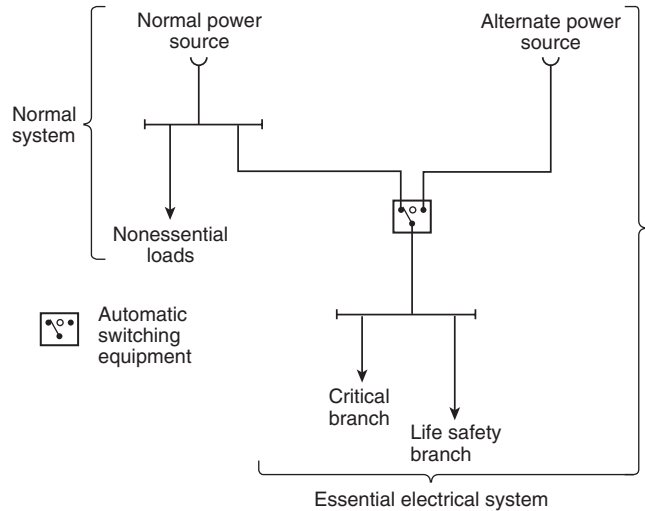 Normal power
source
Alternate power
source
Normal
system
Nonessential
loads
Automatic
switching
equipment
Critical
branch
Life safety
branch
Essential electrical system